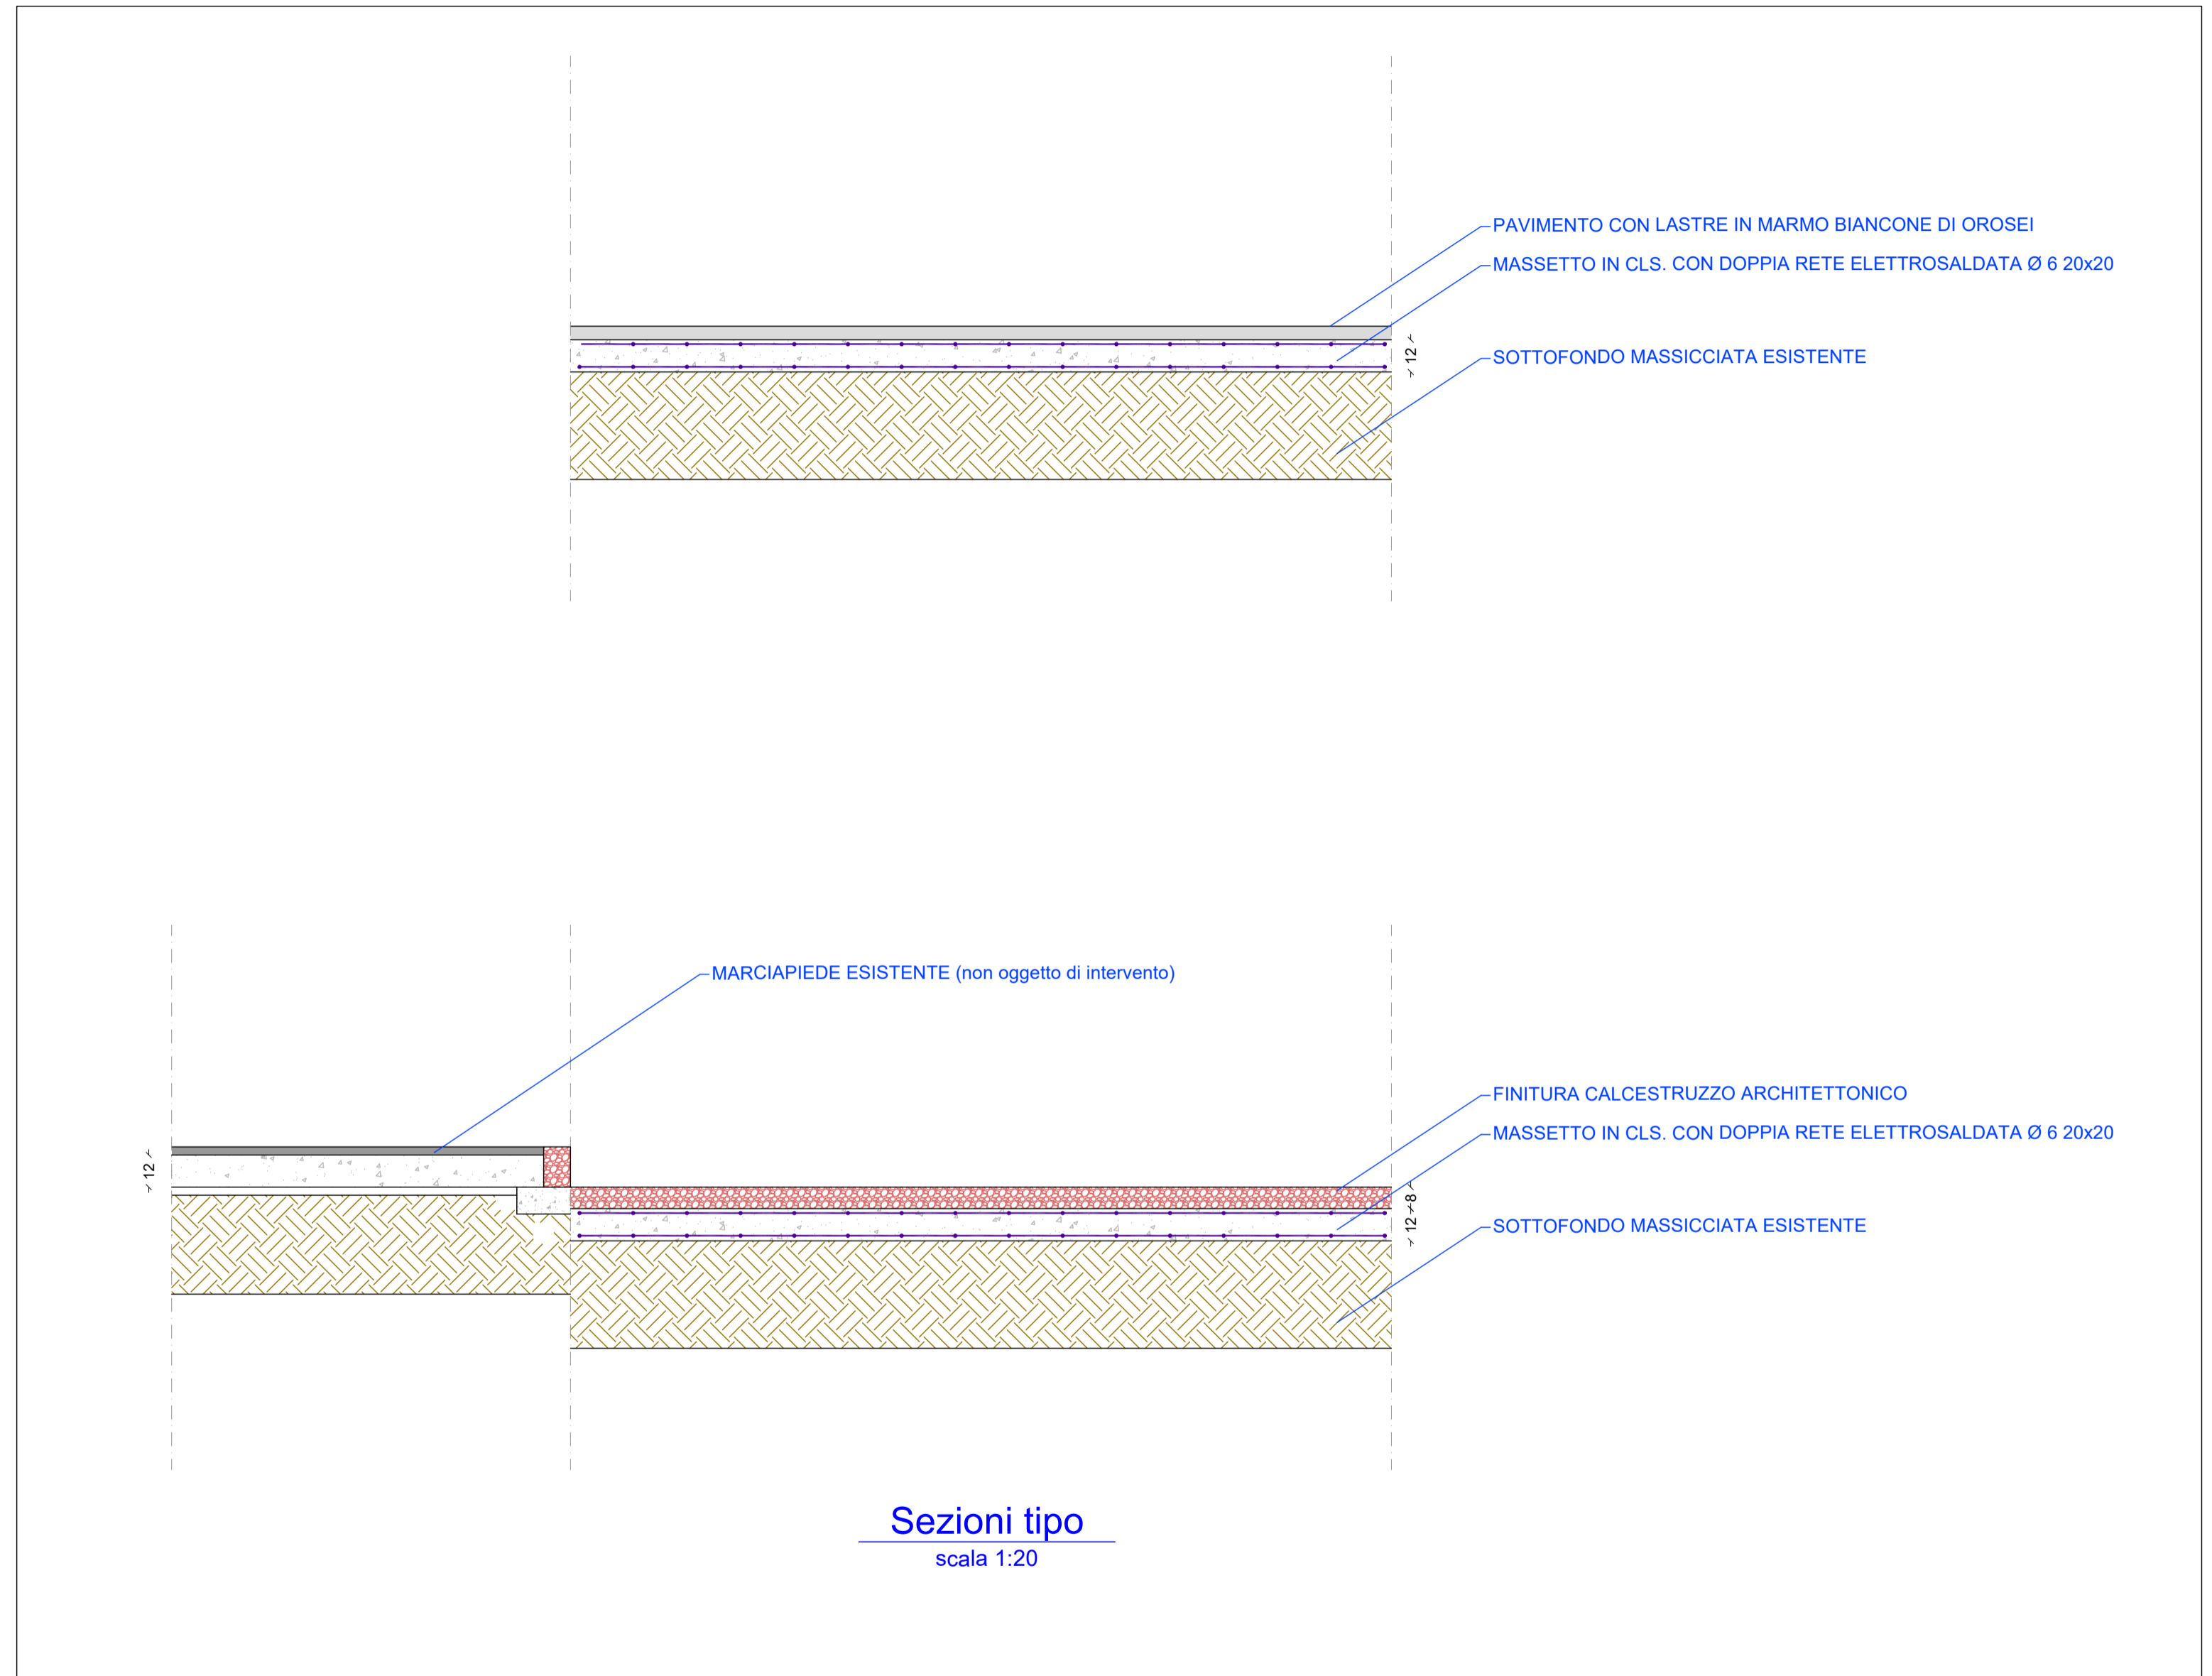 PAVIMENTO CON LASTRE IN MARMO BIANCONE DI OROSEI
MASSETTO IN CLS. CON DOPPIA RETE ELETTROSALDATA Ø 6 20x20
12
SOTTOFONDO MASSICCIATA ESISTENTE
MARCIAPIEDE ESISTENTE (non oggetto di intervento)
FINITURA CALCESTRUZZO ARCHITETTONICO
MASSETTO IN CLS. CON DOPPIA RETE ELETTROSALDATA Ø 6 20x20
12
12 8
SOTTOFONDO MASSICCIATA ESISTENTE
Sezioni tipo
scala 1:20